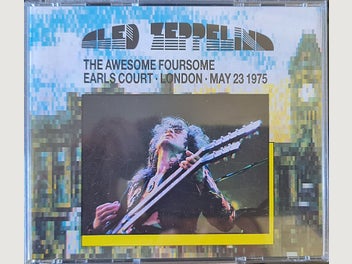 LED ZEPPELIN
THE AWESOME FOURSOME
EARLS COURT · LONDON · MAY 23 1975